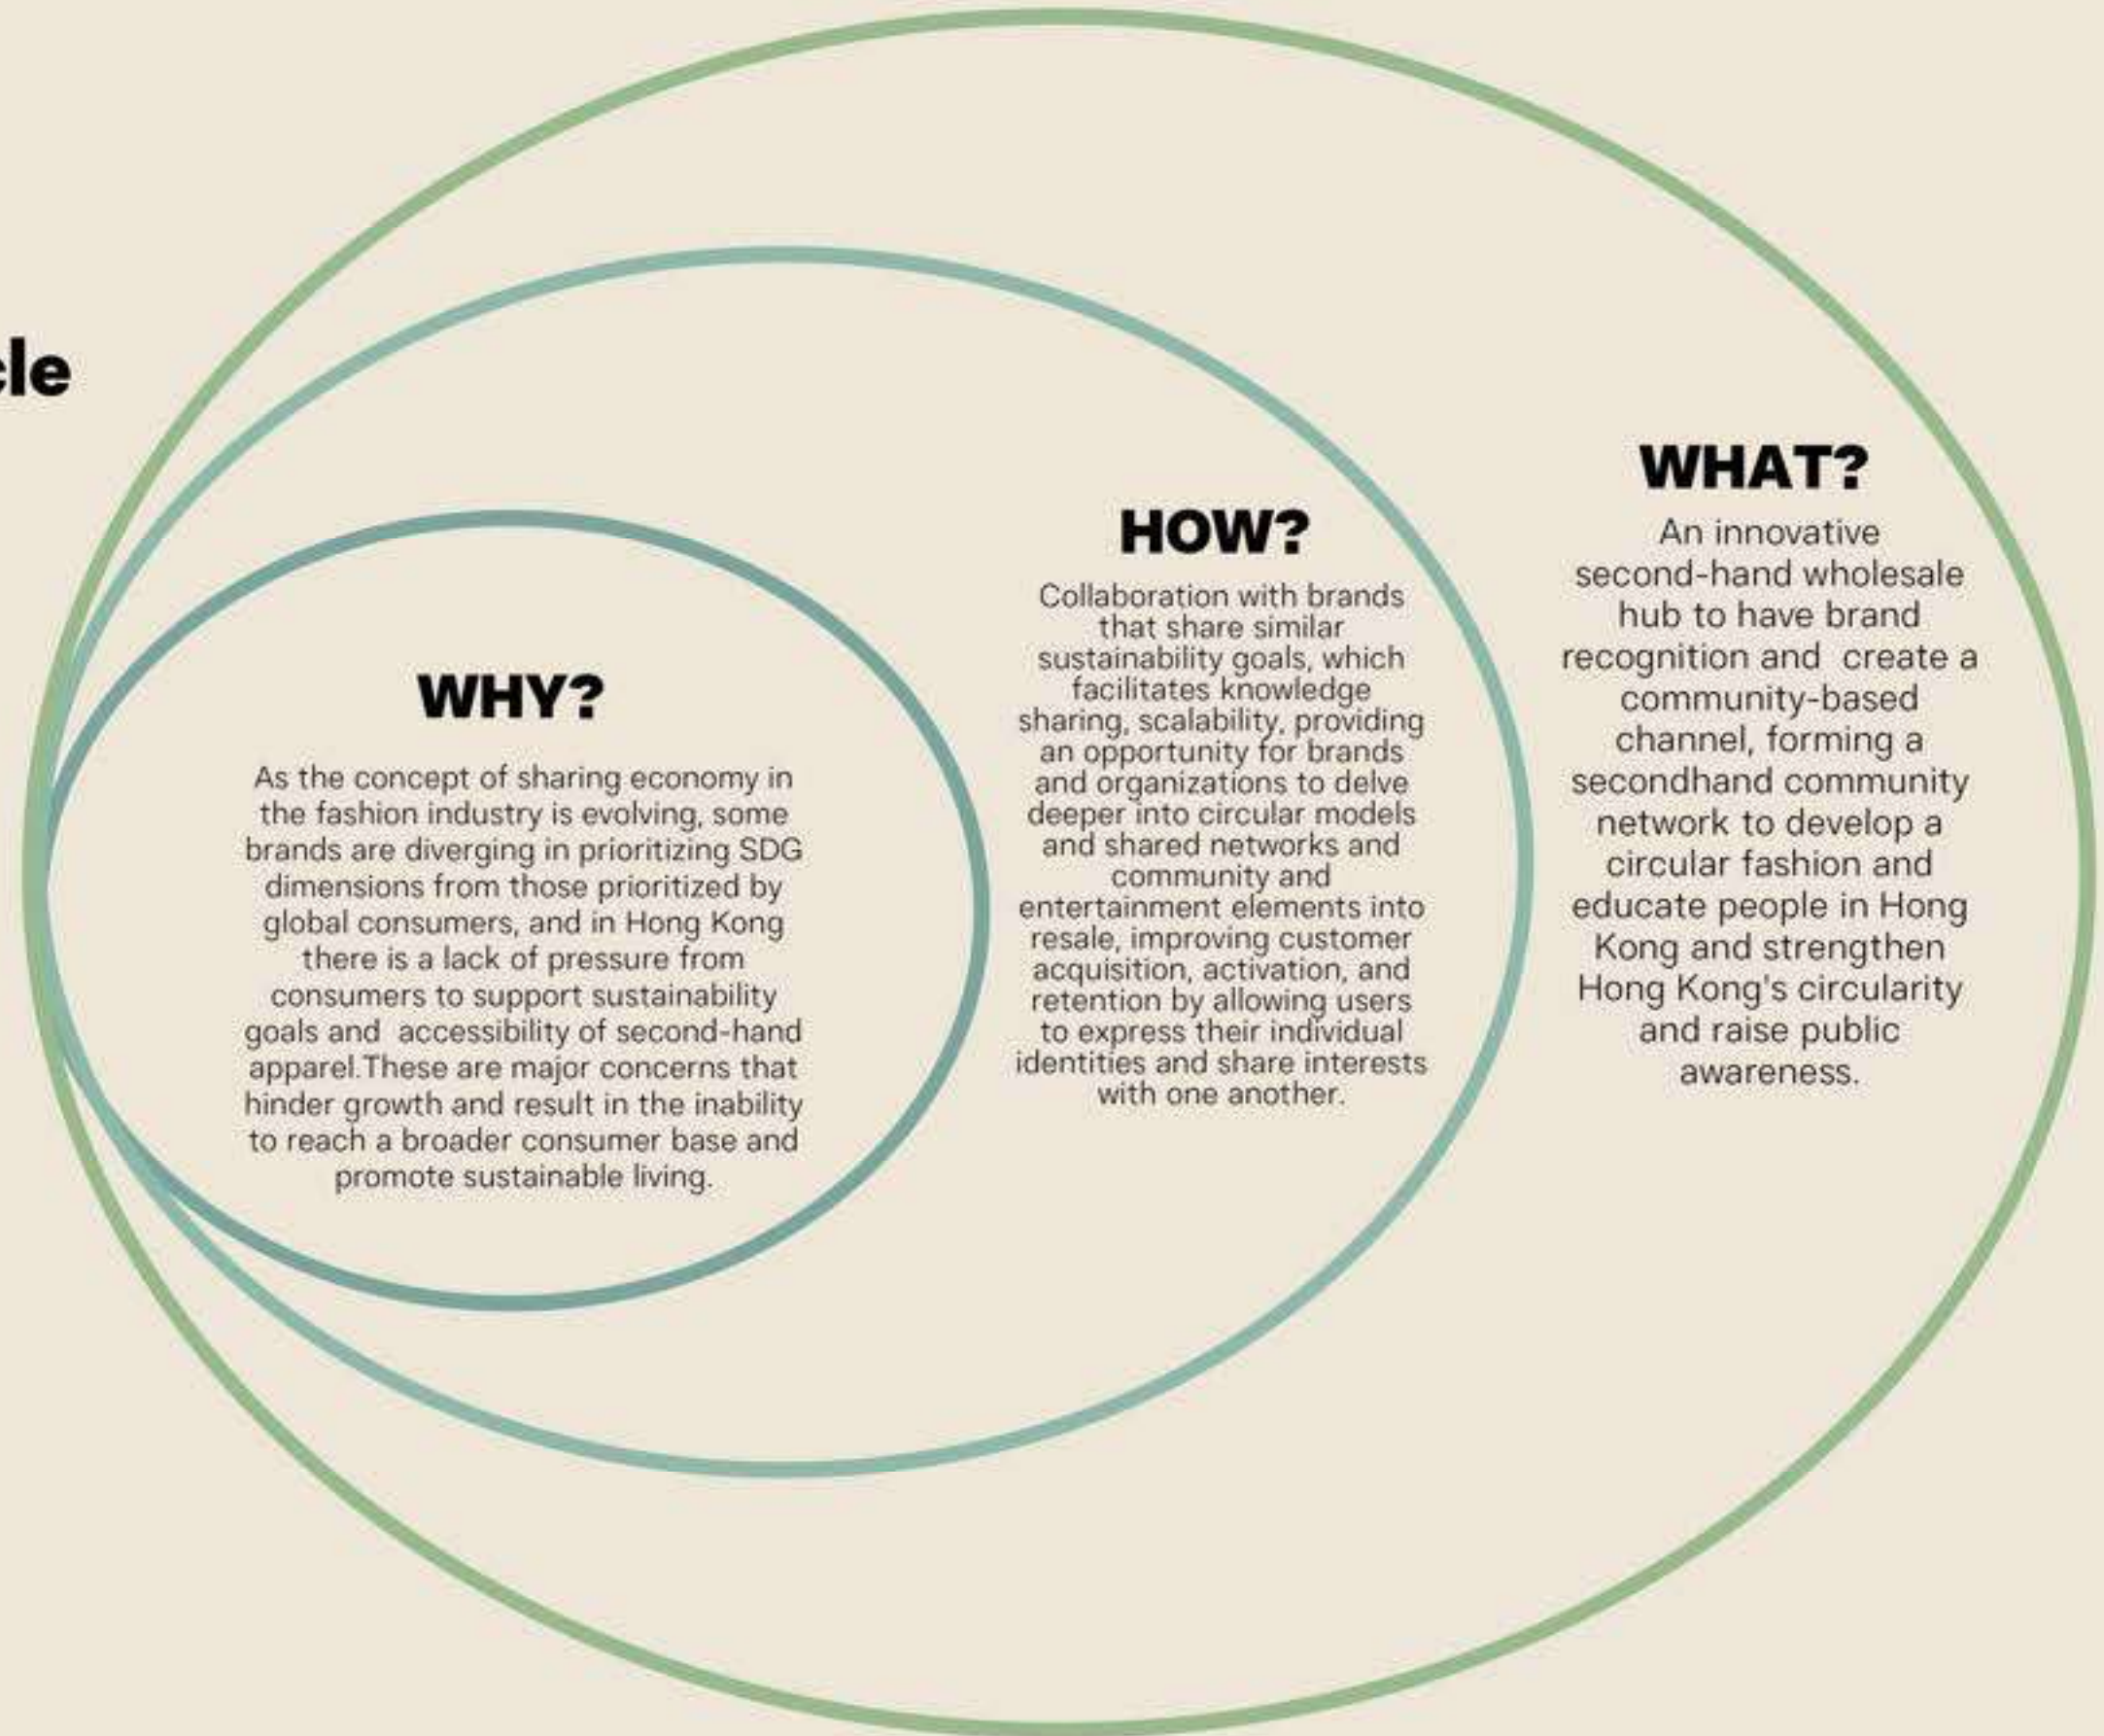 cle
WHY?
As the concept of sharing economy in
the fashion industry is evolving, some
brands are diverging in prioritizing SDG
dimensions from those prioritized by
global consumers, and in Hong Kong
there is a lack of pressure from
consumers to support sustainability
goals and  accessibility of second-hand
apparel.These are major concerns that
hinder growth and result in the inability
to reach a broader consumer base and
promote sustainable living.
HOW?
Collaboration with brands
that share similar
sustainability goals, which
facilitates knowledge
sharing, scalability, providing
an opportunity for brands
and organizations to delve
deeper into circular models
and shared networks and
community and
entertainment elements into
resale, improving customer
acquisition, activation, and
retention by allowing users
to express their individual
identities and share interests
with one another.
WHAT?
An innovative
second-hand wholesale
hub to have brand
recognition and  create a
community-based
channel, forming a
secondhand community
network to develop a
circular fashion and
educate people in Hong
Kong and strengthen
Hong Kong's circularity
and raise public
awareness.